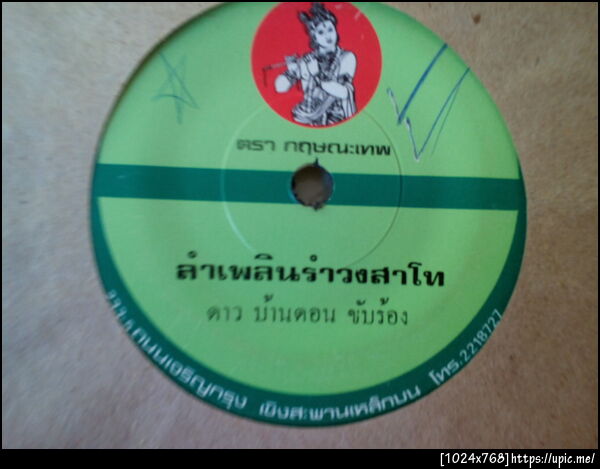 ตรา กฤษณะเทพ
ลำเพลินรำวงสาโท
ดาว บ้านดอน ขับร้อง
ถนนเจริญกรุง เชิงสะพานเหล็กบน โทร.2218727
[1024x768]https://upic.me/